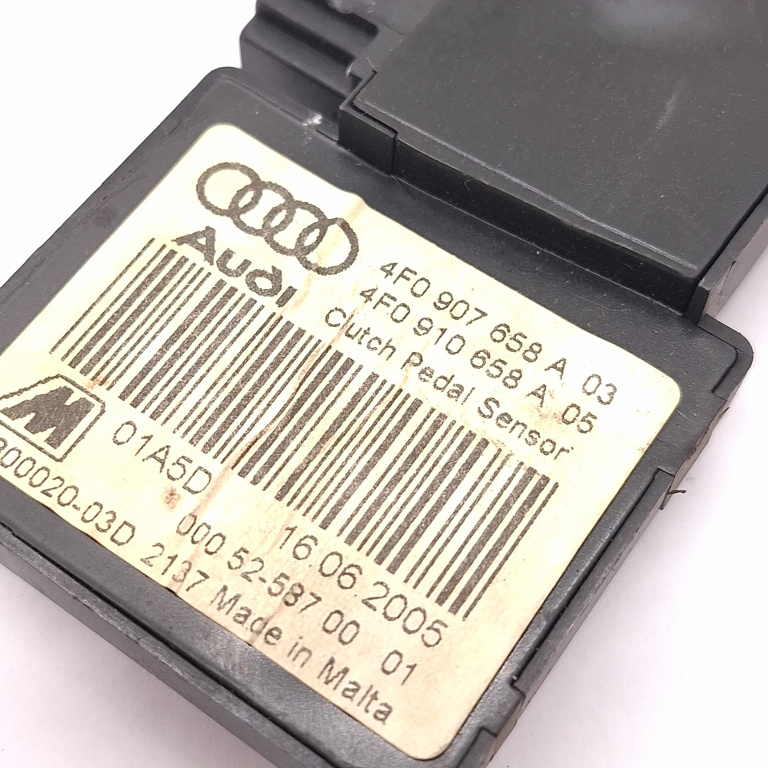 Audi
4F0 907 658 A 03
4F0 910 658 A 05
Clutch Pedal Sensor
M
01A5D
16.06.2005
00020-03D
000 52-587 00 01
2137 Made in Malta